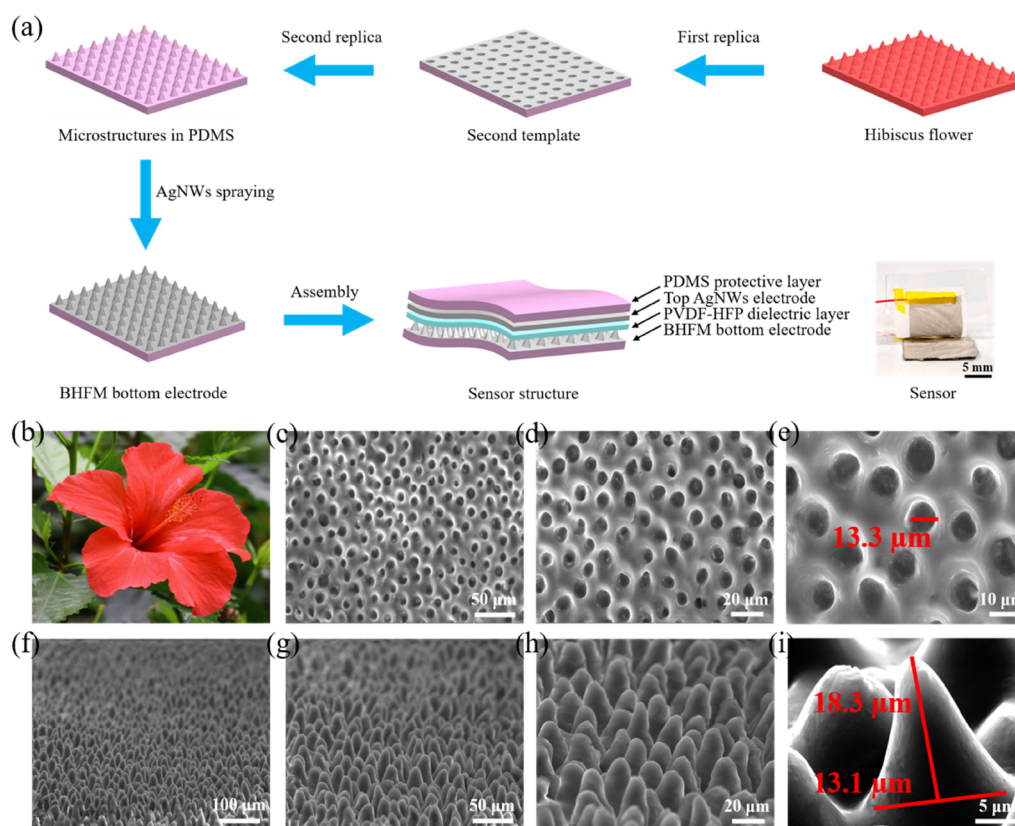 (a)
Second replica
First replica
Microstructures in PDMS
Second template
Hibiscus flower
AgNWs spraying
Assembly
PDMS protective layer
Top AgNWs electrode
PVDF-HFP dielectric layer
BHFM bottom electrode
5 mm
BHFM bottom electrode
Sensor structure
Sensor
(b)
(c)
(d)
(e)
13.3 µm
50 µm
20 µm
10 µm
(f)
(g)
(h)
(i)
18.3 µm
13.1 µm
100 µm
50 µm
20 µm
5 µm